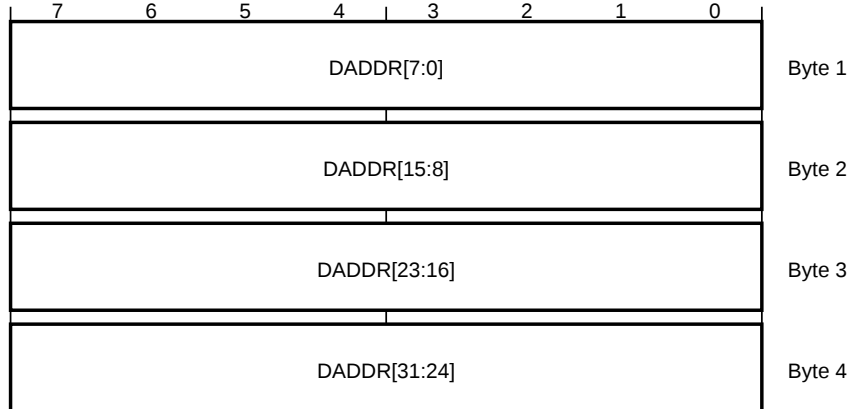 7 6 5 4 3 2 1 0
DADDR[7:0] Byte 1
DADDR[15:8] Byte 2
DADDR[23:16] Byte 3
DADDR[31:24] Byte 4